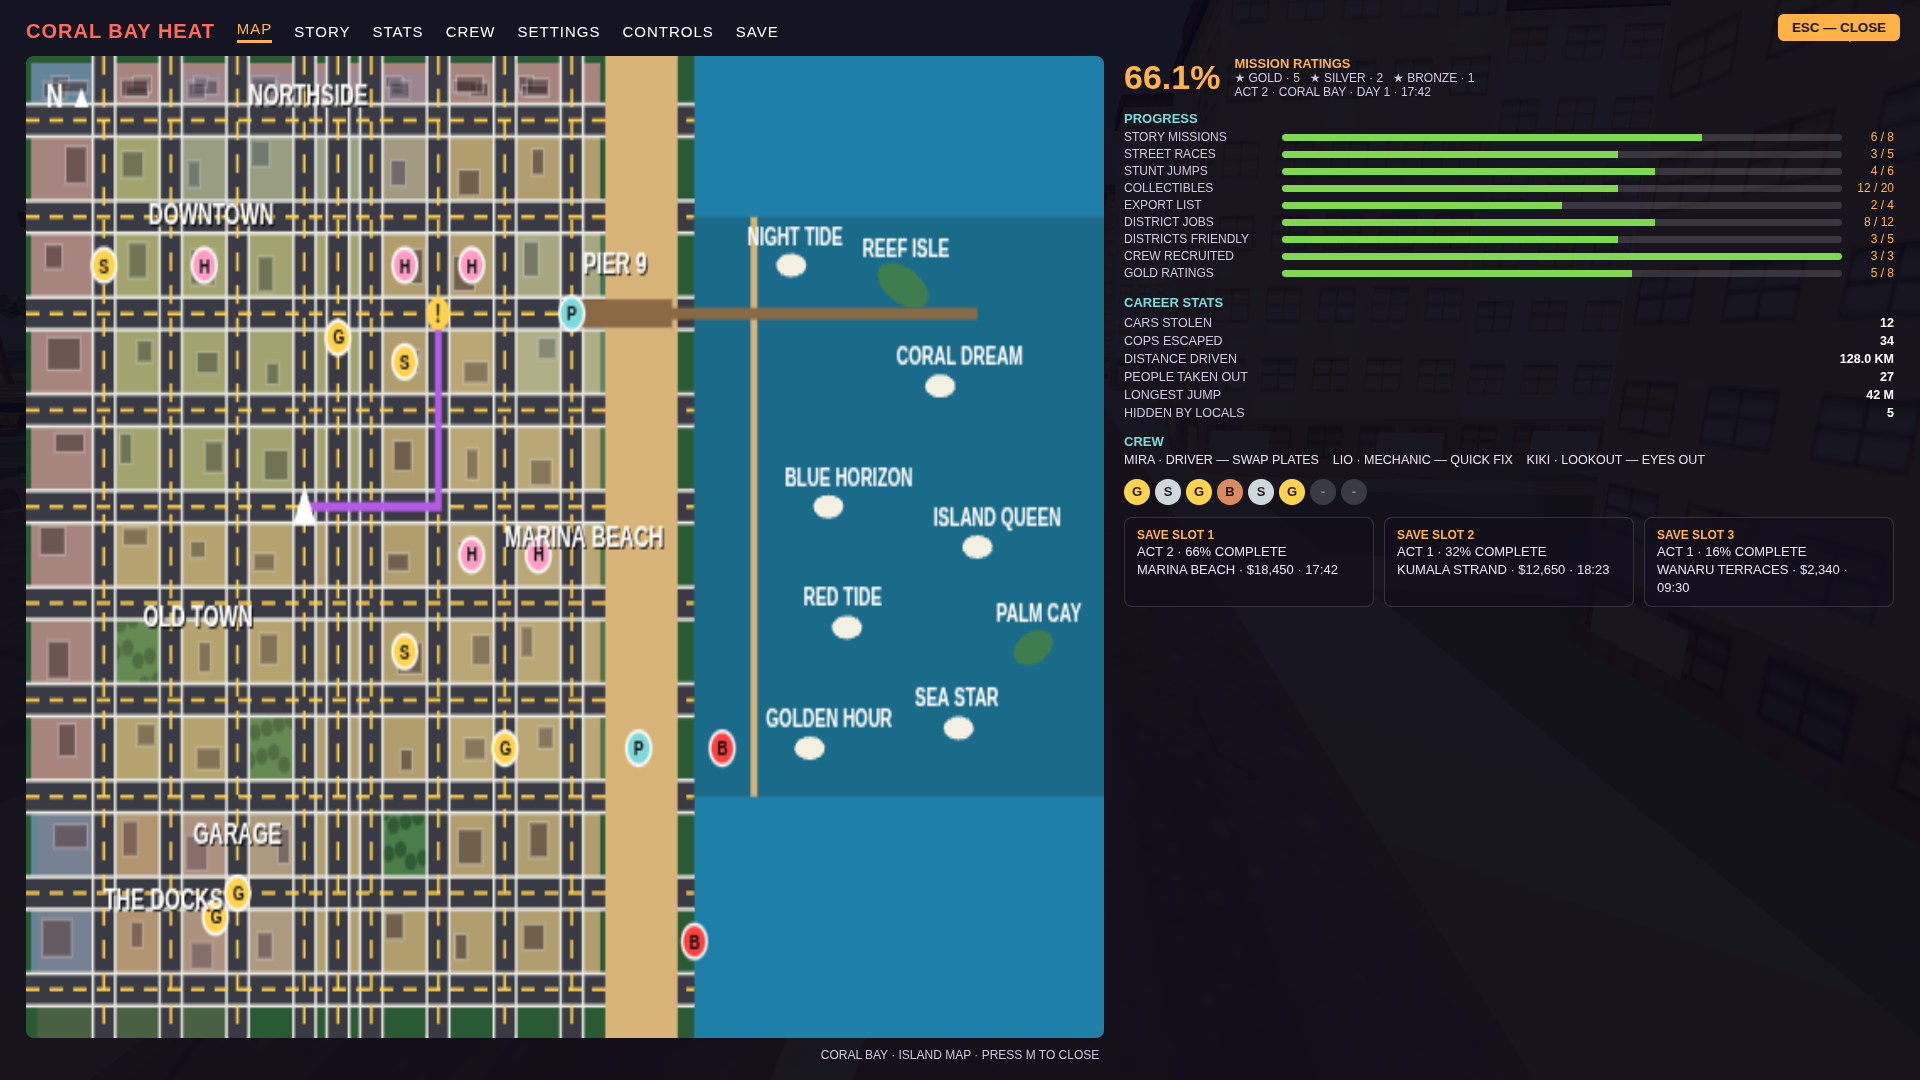 CORAL BAY HEAT MAP STORY STATS CREW SETTINGS CONTROLS SAVE
ESC — CLOSE
N
NORTHSIDE
DOWNTOWN
NIGHT TIDE
REEF ISLE
PIER 9
S
H
H
H
!
P
G
S
CORAL DREAM
BLUE HORIZON
ISLAND QUEEN
MARINA BEACH
H
H
RED TIDE
PALM CAY
OLD TOWN
S
SEA STAR
GOLDEN HOUR
G
P
B
GARAGE
THE DOCKS
G
G
B
CORAL BAY · ISLAND MAP · PRESS M TO CLOSE
66.1%
MISSION RATINGS
★ GOLD · 5 ★ SILVER · 2 ★ BRONZE · 1
ACT 2 · CORAL BAY · DAY 1 · 17:42
PROGRESS
STORY MISSIONS 6 / 8
STREET RACES 3 / 5
STUNT JUMPS 4 / 6
COLLECTIBLES 12 / 20
EXPORT LIST 2 / 4
DISTRICT JOBS 8 / 12
DISTRICTS FRIENDLY 3 / 5
CREW RECRUITED 3 / 3
GOLD RATINGS 5 / 8
CAREER STATS
CARS STOLEN 12
COPS ESCAPED 34
DISTANCE DRIVEN 128.0 KM
PEOPLE TAKEN OUT 27
LONGEST JUMP 42 M
HIDDEN BY LOCALS 5
CREW
MIRA · DRIVER — SWAP PLATES LIO · MECHANIC — QUICK FIX KIKI · LOOKOUT — EYES OUT
G S G B S G - -
SAVE SLOT 1
ACT 2 · 66% COMPLETE
MARINA BEACH · $18,450 · 17:42
SAVE SLOT 2
ACT 1 · 32% COMPLETE
KUMALA STRAND · $12,650 · 18:23
SAVE SLOT 3
ACT 1 · 16% COMPLETE
WANARU TERRACES · $2,340 ·
09:30